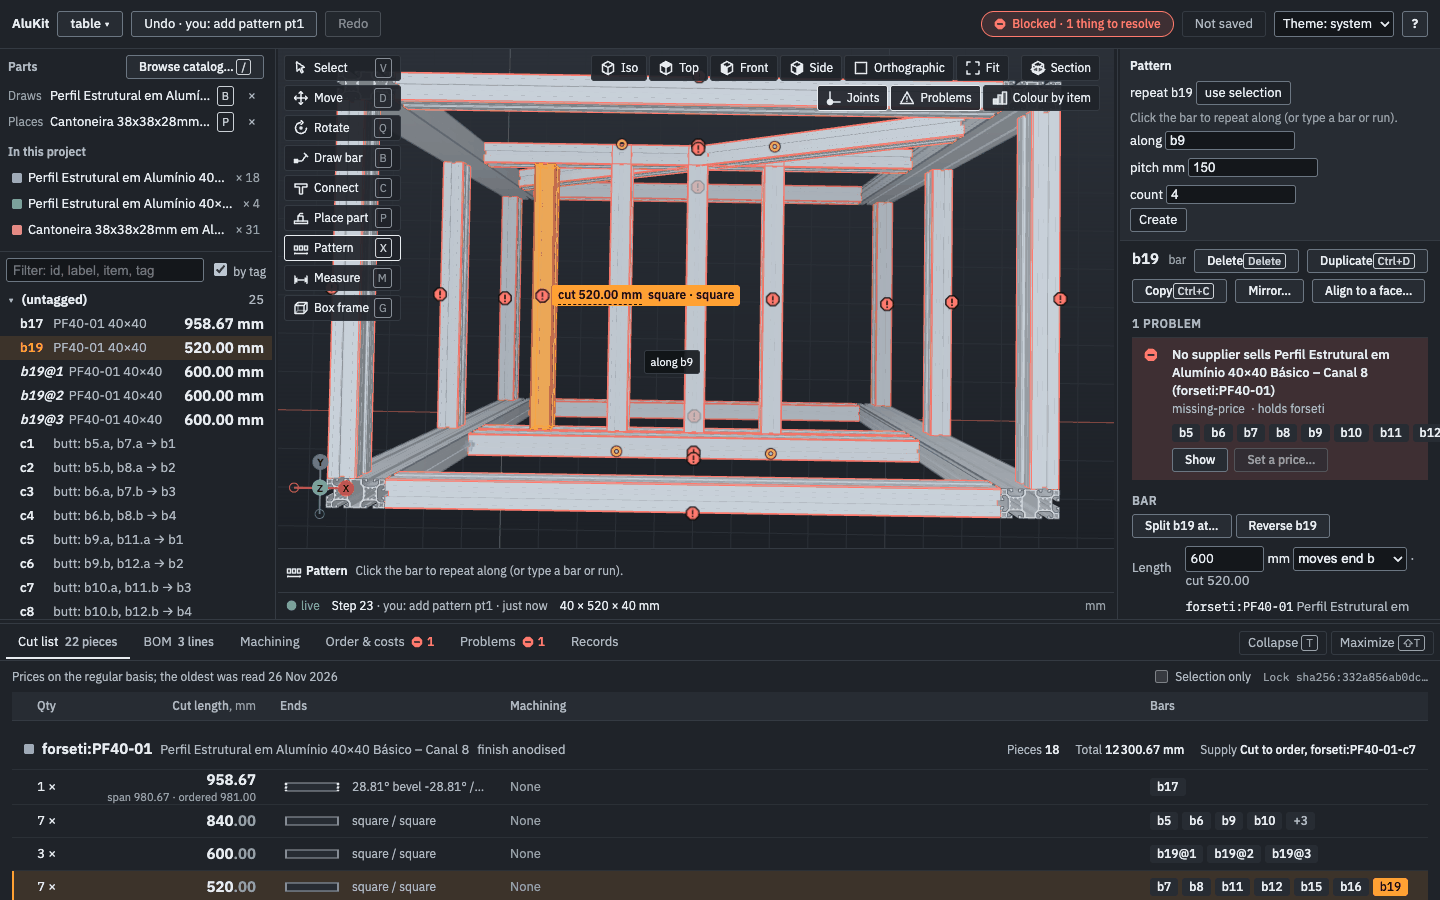 AluKit
table ▾
Undo · you: add pattern pt1
Redo
Blocked · 1 thing to resolve
Not saved
Theme: system
?
Parts
Browse catalog... /
Draws Perfil Estrutural em Alumí... B ×
Places Cantoneira 38x38x28mm... P ×
In this project
Perfil Estrutural em Alumínio 40... × 18
Perfil Estrutural em Alumínio 40×... × 4
Cantoneira 38x38x28mm em Al... × 31
Filter: id, label, item, tag
by tag
(untagged) 25
b17 PF40-01 40×40 958.67 mm
b19 PF40-01 40×40 520.00 mm
b19@1 PF40-01 40×40 600.00 mm
b19@2 PF40-01 40×40 600.00 mm
b19@3 PF40-01 40×40 600.00 mm
c1 butt: b5.a, b7.a → b1
c2 butt: b5.b, b8.a → b2
c3 butt: b6.a, b7.b → b3
c4 butt: b6.b, b8.b → b4
c5 butt: b9.a, b11.a → b1
c6 butt: b9.b, b12.a → b2
c7 butt: b10.a, b11.b → b3
c8 butt: b10.b, b12.b → b4
Select V
Move D
Rotate Q
Draw bar B
Connect C
Place part P
Pattern X
Measure M
Box frame G
Iso
Top
Front
Side
Orthographic
Fit
Section
Joints
Problems
Colour by item
cut 520.00 mm square · square
along b9
Y
Z
X
Pattern Click the bar to repeat along (or type a bar or run).
live Step 23 · you: add pattern pt1 · just now 40 × 520 × 40 mm
mm
Pattern
repeat b19 use selection
Click the bar to repeat along (or type a bar or run).
along b9
pitch mm 150
count 4
Create
b19 bar Delete Delete Duplicate Ctrl+D
Copy Ctrl+C Mirror... Align to a face...
1 PROBLEM
No supplier sells Perfil Estrutural em
Alumínio 40×40 Básico – Canal 8
(forseti:PF40-01)
missing-price · holds forseti
b5 b6 b7 b8 b9 b10 b11 b12
Show Set a price...
BAR
Split b19 at... Reverse b19
Length 600 mm moves end b ·
cut 520.00
forseti:PF40-01 Perfil Estrutural em
Cut list 22 pieces
BOM 3 lines
Machining
Order & costs 1
Problems 1
Records
Collapse T
Maximize ⇧T
Prices on the regular basis; the oldest was read 26 Nov 2026
Selection only
Lock sha256:332a856ab0dc…
Qty Cut length, mm Ends Machining Bars
forseti:PF40-01 Perfil Estrutural em Alumínio 40×40 Básico – Canal 8 finish anodised
Pieces 18 Total 12300.67 mm Supply Cut to order, forseti:PF40-01-c7
1 × 958.67 28.81° bevel -28.81° /... None b17
span 980.67 · ordered 981.00
7 × 840.00 square / square None b5 b6 b9 b10 +3
3 × 600.00 square / square None b19@1 b19@2 b19@3
7 × 520.00 square / square None b7 b8 b11 b12 b15 b16 b19